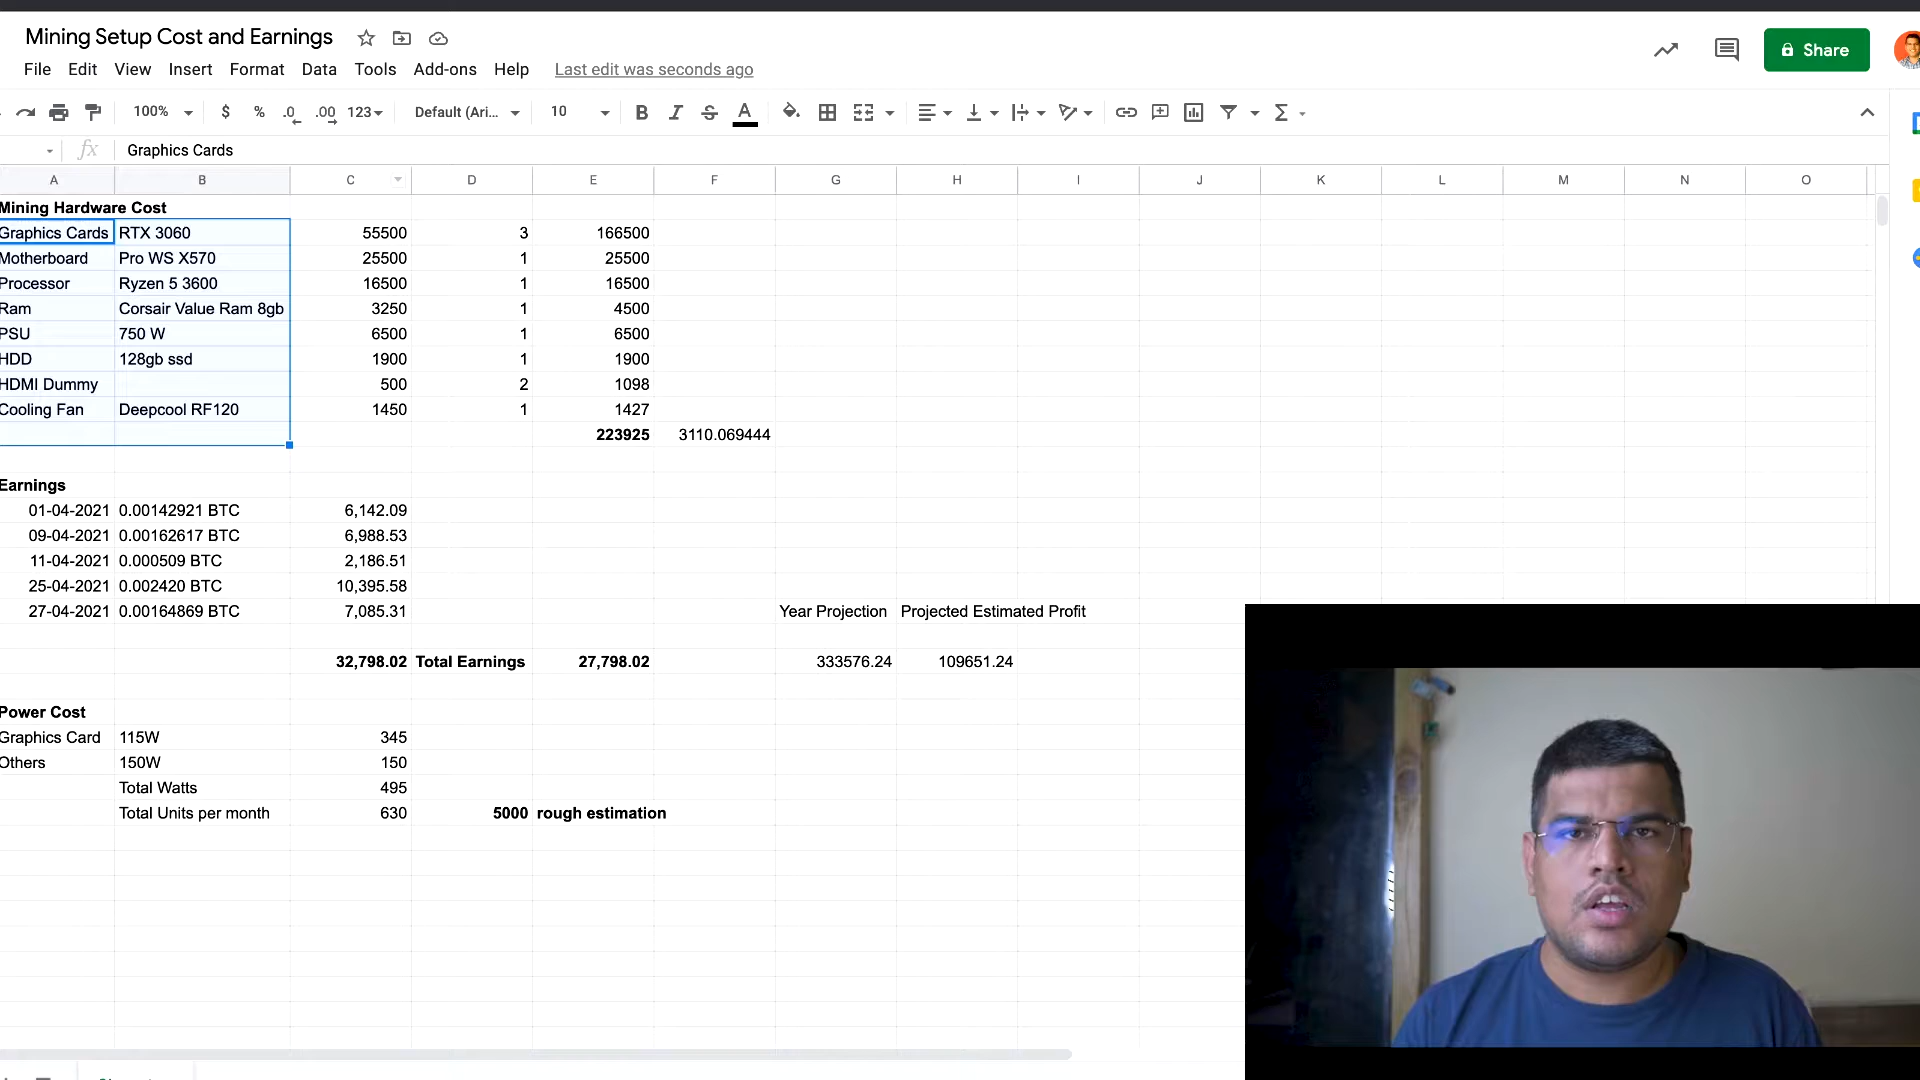 Mining Setup Cost and Earnings
File Edit View Insert Format Data Tools Add-ons Help Last edit was seconds ago
Share
100% $ % .0 .00 123 Default (Ari... 10 B I S A
fx Graphics Cards
A B C D E F G H I J K L M N O
Mining Hardware Cost
Graphics Cards RTX 3060 55500 3 166500
Motherboard Pro WS X570 25500 1 25500
Processor Ryzen 5 3600 16500 1 16500
Ram Corsair Value Ram 8gb 3250 1 4500
PSU 750 W 6500 1 6500
HDD 128gb ssd 1900 1 1900
HDMI Dummy 500 2 1098
Cooling Fan Deepcool RF120 1450 1 1427
223925 3110.069444
Earnings
01-04-2021 0.00142921 BTC 6,142.09
09-04-2021 0.00162617 BTC 6,988.53
11-04-2021 0.000509 BTC 2,186.51
25-04-2021 0.002420 BTC 10,395.58
27-04-2021 0.00164869 BTC 7,085.31 Year Projection Projected Estimated Profit
32,798.02 Total Earnings 27,798.02 333576.24 109651.24
Power Cost
Graphics Card 115W 345
Others 150W 150
Total Watts 495
Total Units per month 630 5000 rough estimation